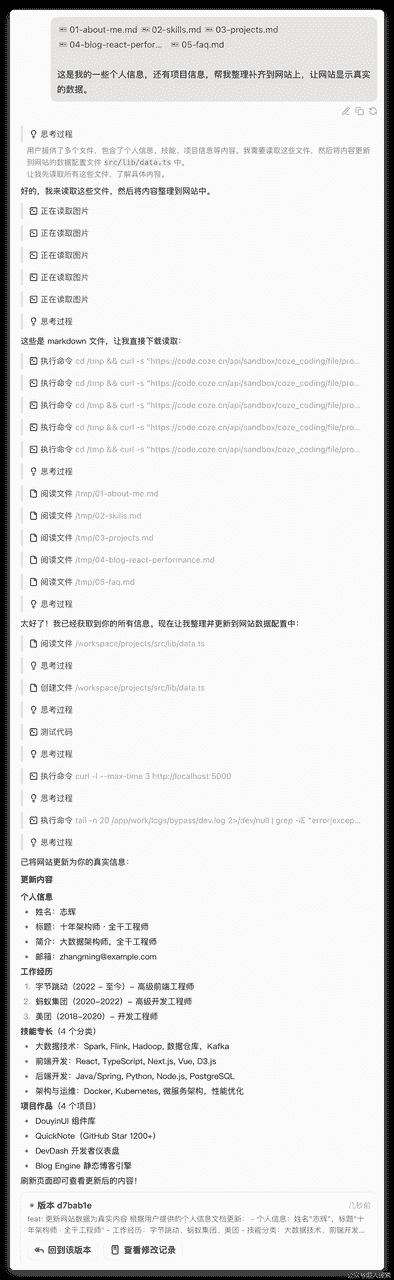 01-about-me.md 02-skills.md 03-projects.md
04-blog-react-perfor... 05-faq.md
这是我的一些个人信息，还有项目信息，帮我整理补齐到网站上，让网站显示真实
的数据。
思考过程
用户提供了多个文件，包含了个人信息、技能、项目信息等内容。我需要读取这些文件，然后将内容更新
到网站的数据配置文件 src/lib/data.ts 中。
让我先读取所有这些文件，了解具体内容。
好的，我来读取这些文件，然后将内容整理到网站中。
正在读取图片
正在读取图片
正在读取图片
正在读取图片
正在读取图片
思考过程
这些是 markdown 文件，让我直接下载读取：
执行命令 cd /tmp && curl -s "https://code.coze.cn/api/sandbox/coze_coding/file/pro...
执行命令 cd /tmp && curl -s "https://code.coze.cn/api/sandbox/coze_coding/file/pro...
执行命令 cd /tmp && curl -s "https://code.coze.cn/api/sandbox/coze_coding/file/pro...
执行命令 cd /tmp && curl -s "https://code.coze.cn/api/sandbox/coze_coding/file/pro...
执行命令 cd /tmp && curl -s "https://code.coze.cn/api/sandbox/coze_coding/file/pro...
思考过程
阅读文件 /tmp/01-about-me.md
阅读文件 /tmp/02-skills.md
阅读文件 /tmp/03-projects.md
阅读文件 /tmp/04-blog-react-performance.md
阅读文件 /tmp/05-faq.md
思考过程
太好了！我已经获取到你的所有信息。现在让我整理并更新到网站数据配置中：
阅读文件 /workspace/projects/src/lib/data.ts
思考过程
创建文件 /workspace/projects/src/lib/data.ts
思考过程
测试代码
思考过程
执行命令 curl -I --max-time 3 http://localhost:5000
思考过程
执行命令 tail -n 20 /app/work/logs/bypass/dev.log 2>/dev/null | grep -iE "error|excep...
思考过程
已将网站更新为你的真实信息：
更新内容
个人信息
• 姓名：志辉
• 标题：十年架构师 · 全干工程师
• 简介：大数据架构师，全干工程师
• 邮箱：zhangming@example.com
工作经历
1. 字节跳动（2022 - 至今）- 高级前端工程师
2. 蚂蚁集团（2020-2022）- 高级开发工程师
3. 美团（2018-2020）- 开发工程师
技能专长（4 个分类）
• 大数据技术：Spark, Flink, Hadoop, 数据仓库, Kafka
• 前端开发：React, TypeScript, Next.js, Vue, D3.js
• 后端开发：Java/Spring, Python, Node.js, PostgreSQL
• 架构与运维：Docker, Kubernetes, 微服务架构, 性能优化
项目作品（4 个项目）
• DouyinUI 组件库
• QuickNote（GitHub Star 1200+）
• DevDash 开发者仪表盘
• Blog Engine 静态博客引擎
刷新页面即可查看更新后的内容！
版本 d7bab1e 几秒前
feat: 更新网站数据为真实内容 根据用户提供的个人信息文档更新： - 个人信息：姓名"志辉"，标题"十
年架构师 · 全干工程师" - 工作经历：字节跳动、蚂蚁集团、美团 - 技能分类：大数据技术、前端开发...
回到该版本 查看修改记录